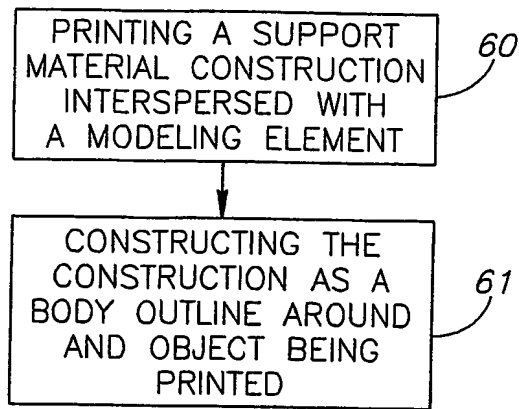 PRINTING A SUPPORT
MATERIAL CONSTRUCTION
INTERSPERSED WITH
A MODELING ELEMENT
60
CONSTRUCTING THE
CONSTRUCTION AS A
BODY OUTLINE AROUND
AND OBJECT BEING
PRINTED
61